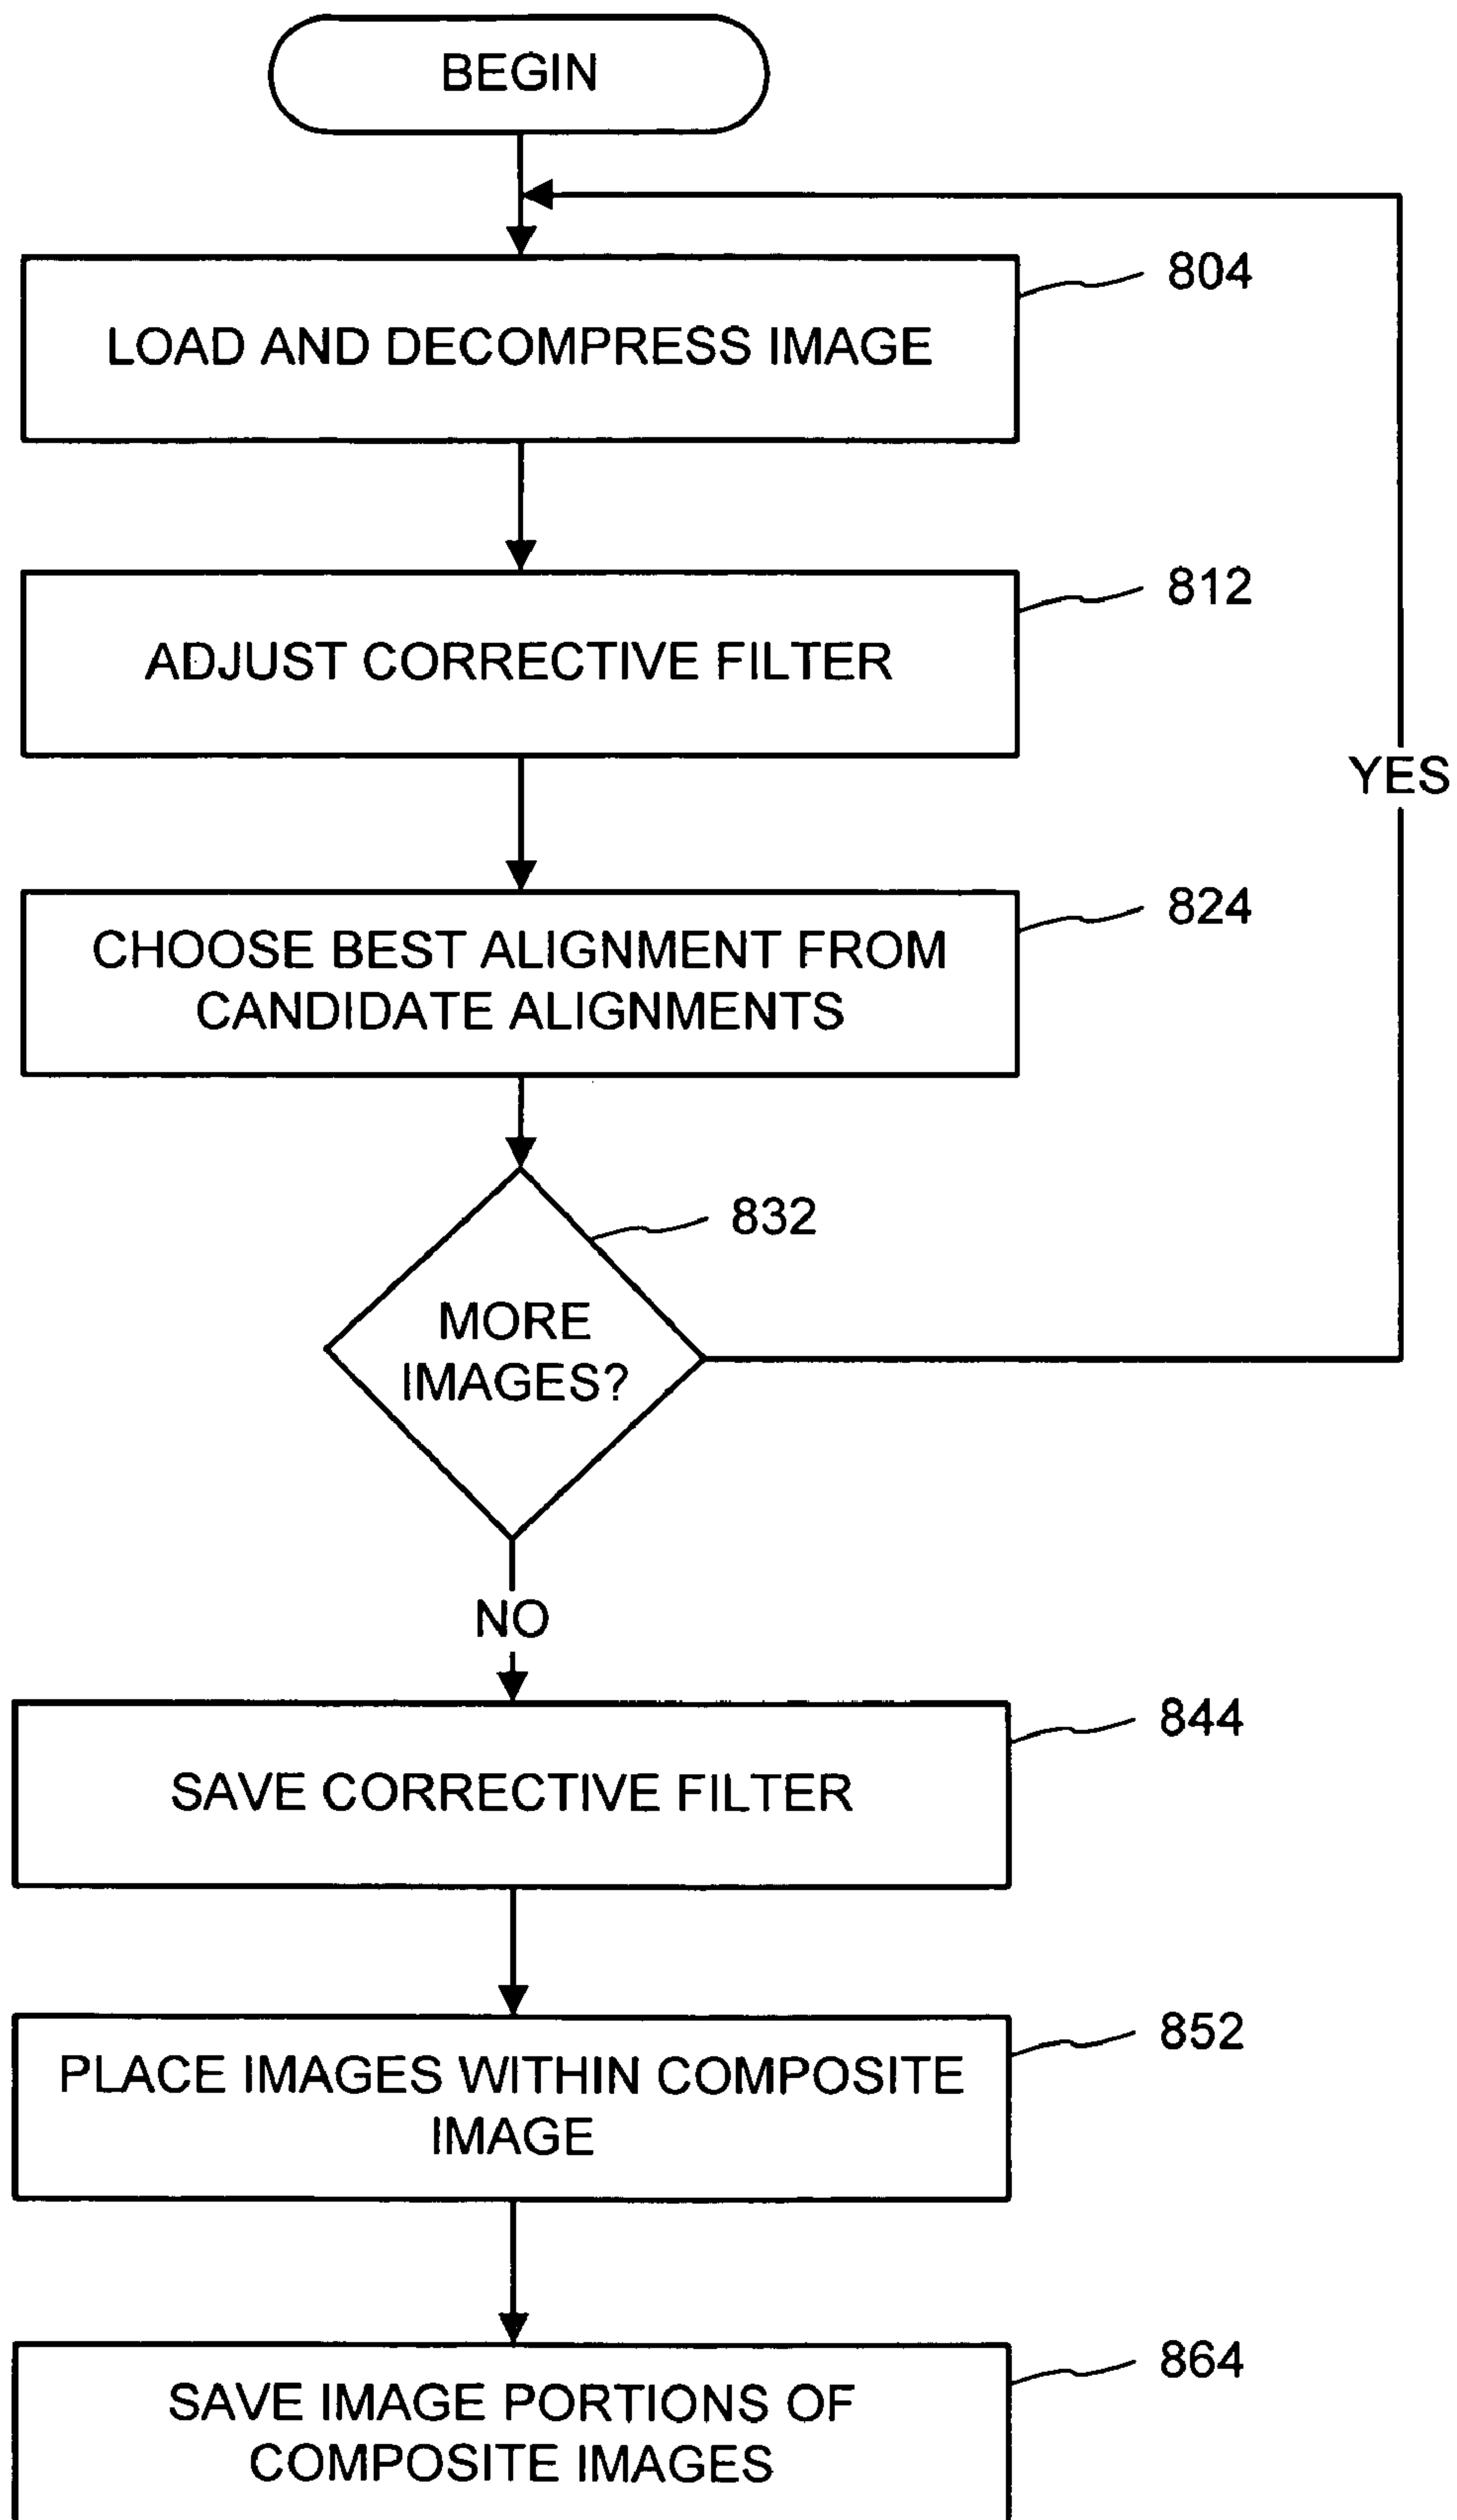 BEGIN
804
LOAD AND DECOMPRESS IMAGE
812
ADJUST CORRECTIVE FILTER
YES
824
CHOOSE BEST ALIGNMENT FROM
CANDIDATE ALIGNMENTS
832
MORE
IMAGES?
NO
844
SAVE CORRECTIVE FILTER
852
PLACE IMAGES WITHIN COMPOSITE
IMAGE
864
SAVE IMAGE PORTIONS OF
COMPOSITE IMAGES